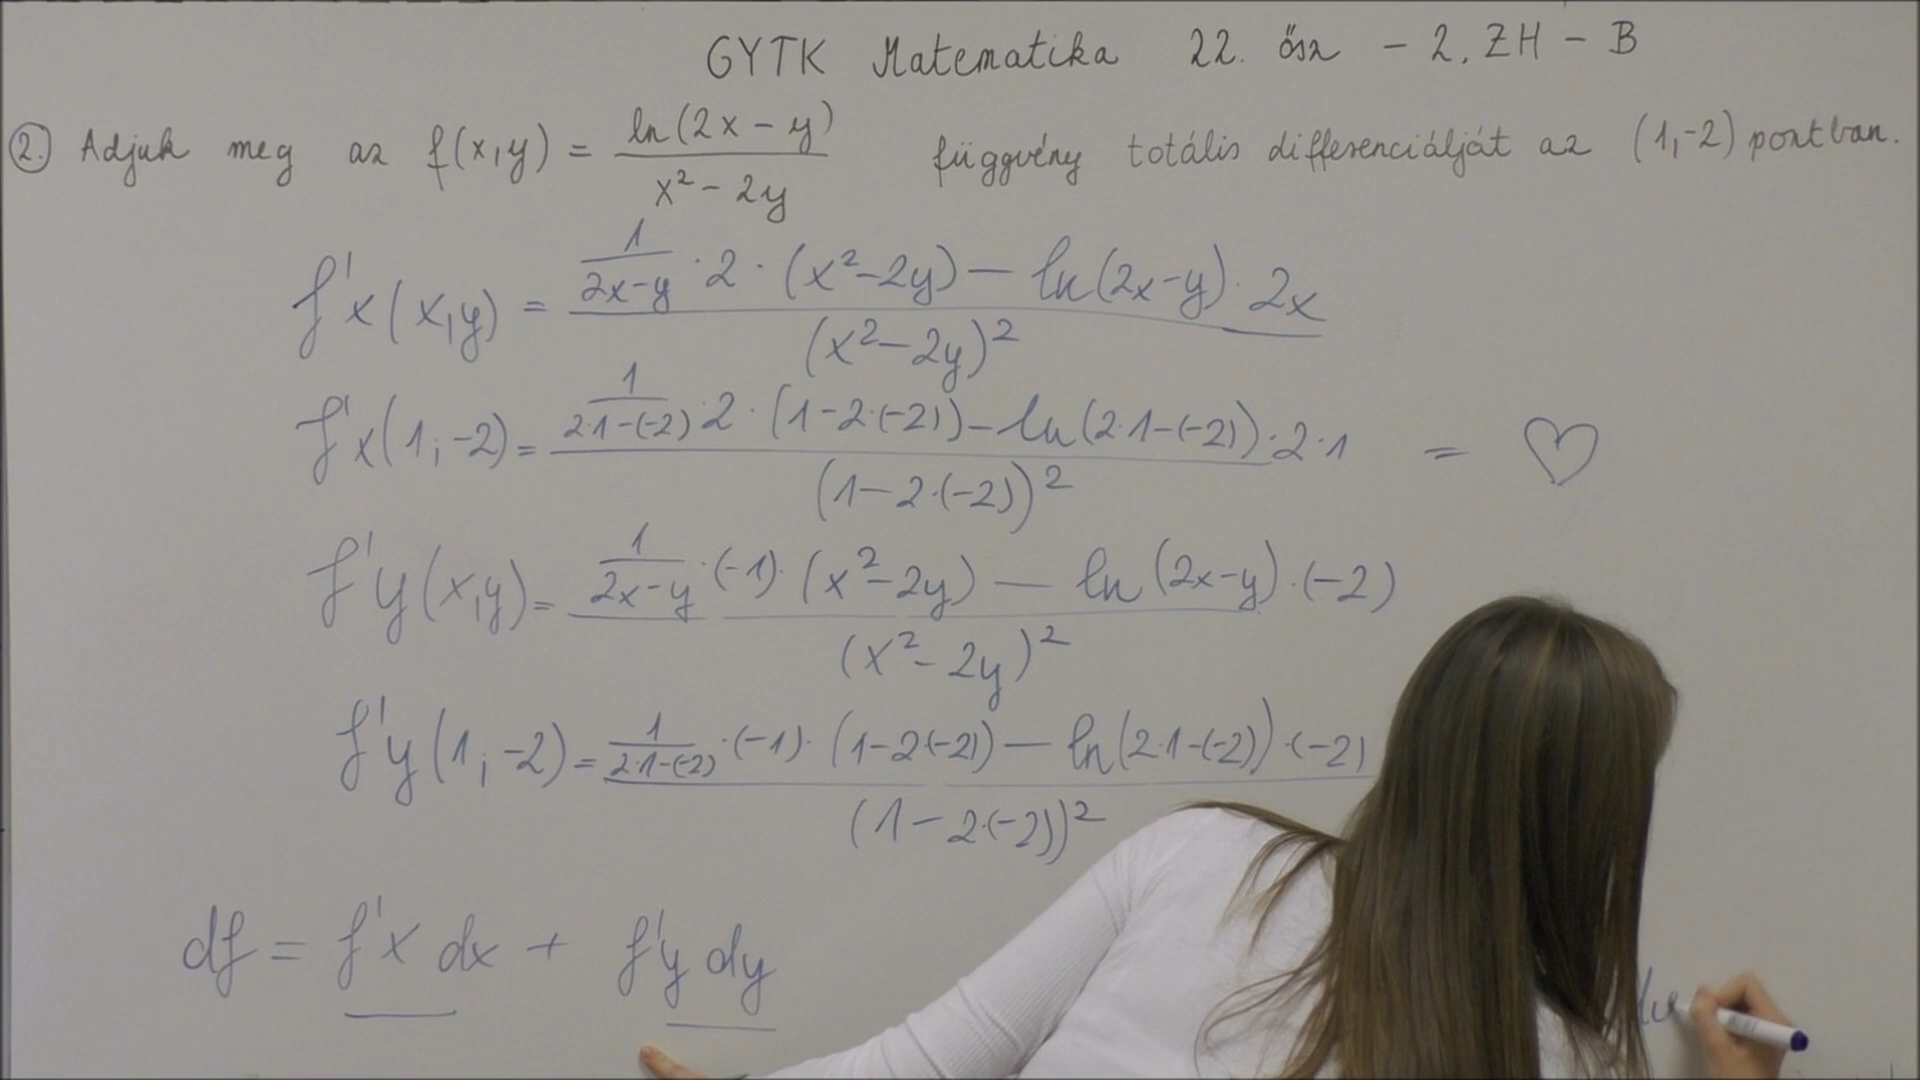 GYTK Matematika 22. ősz - 2. ZH - B
2. Adjuk meg az f(x,y) = ln(2x-y) / x²-2y függvény totális differenciálját az (1,-2) pontban.
f'x(x,y) = 1/2x-y · 2 · (x²-2y) - ln(2x-y) · 2x / (x²-2y)²
f'x(1;-2) = 1/2·1-(-2) · 2 · (1-2·(-2)) - ln(2·1-(-2)) · 2·1 / (1-2·(-2))² = ♡
f'y(x,y) = 1/2x-y · (-1) · (x²-2y) - ln(2x-y) · (-2) / (x²-2y)²
f'y(1;-2) = 1/2·1-(-2) · (-1) · (1-2(-2)) - ln(2·1-(-2)) · (-2) / (1-2·(-2))²
df = f'x dx + f'y dy